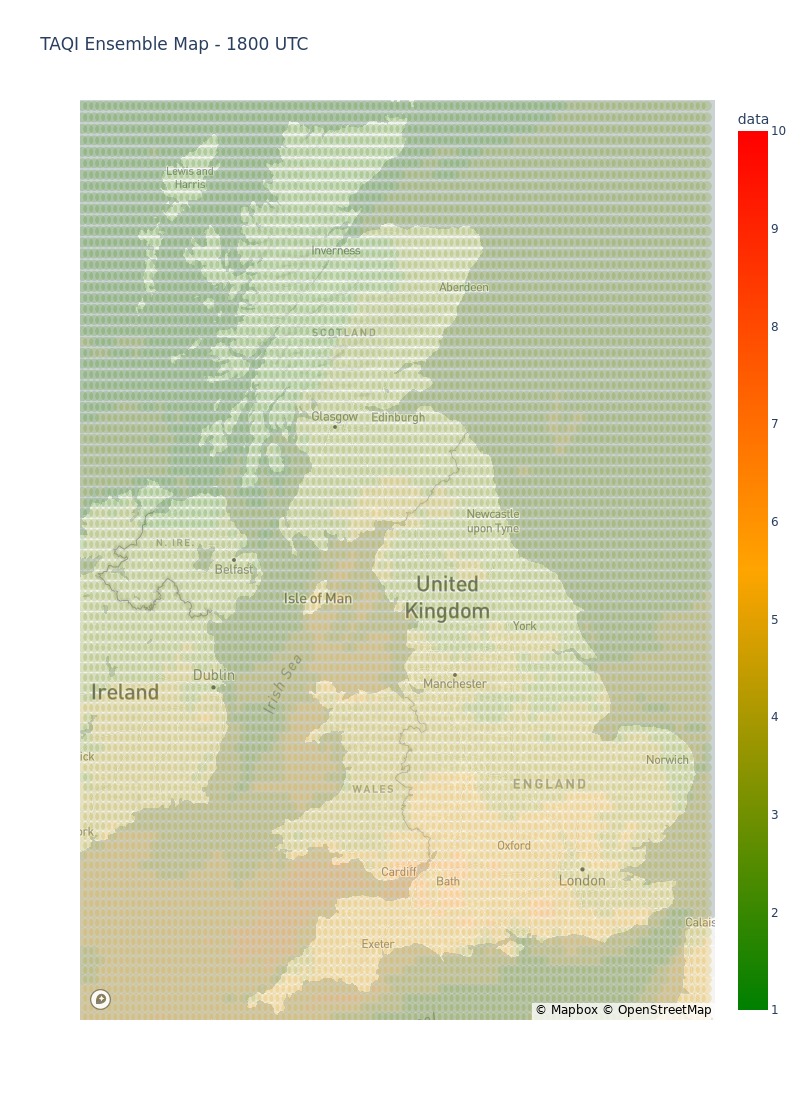 TAQI Ensemble Map - 1800 UTC
data
10
9
8
7
6
5
4
3
2
1
Lewis and
Harris
Inverness
Aberdeen
SCOTLAND
Glasgow
Edinburgh
Newcastle
upon Tyne
N. IRE.
Belfast
Isle of Man
United
Kingdom
York
Irish Sea
Dublin
Manchester
Ireland
ick
Norwich
WALES
ENGLAND
ork
Oxford
Cardiff
Bath
London
Calais
Exeter
© Mapbox © OpenStreetMap